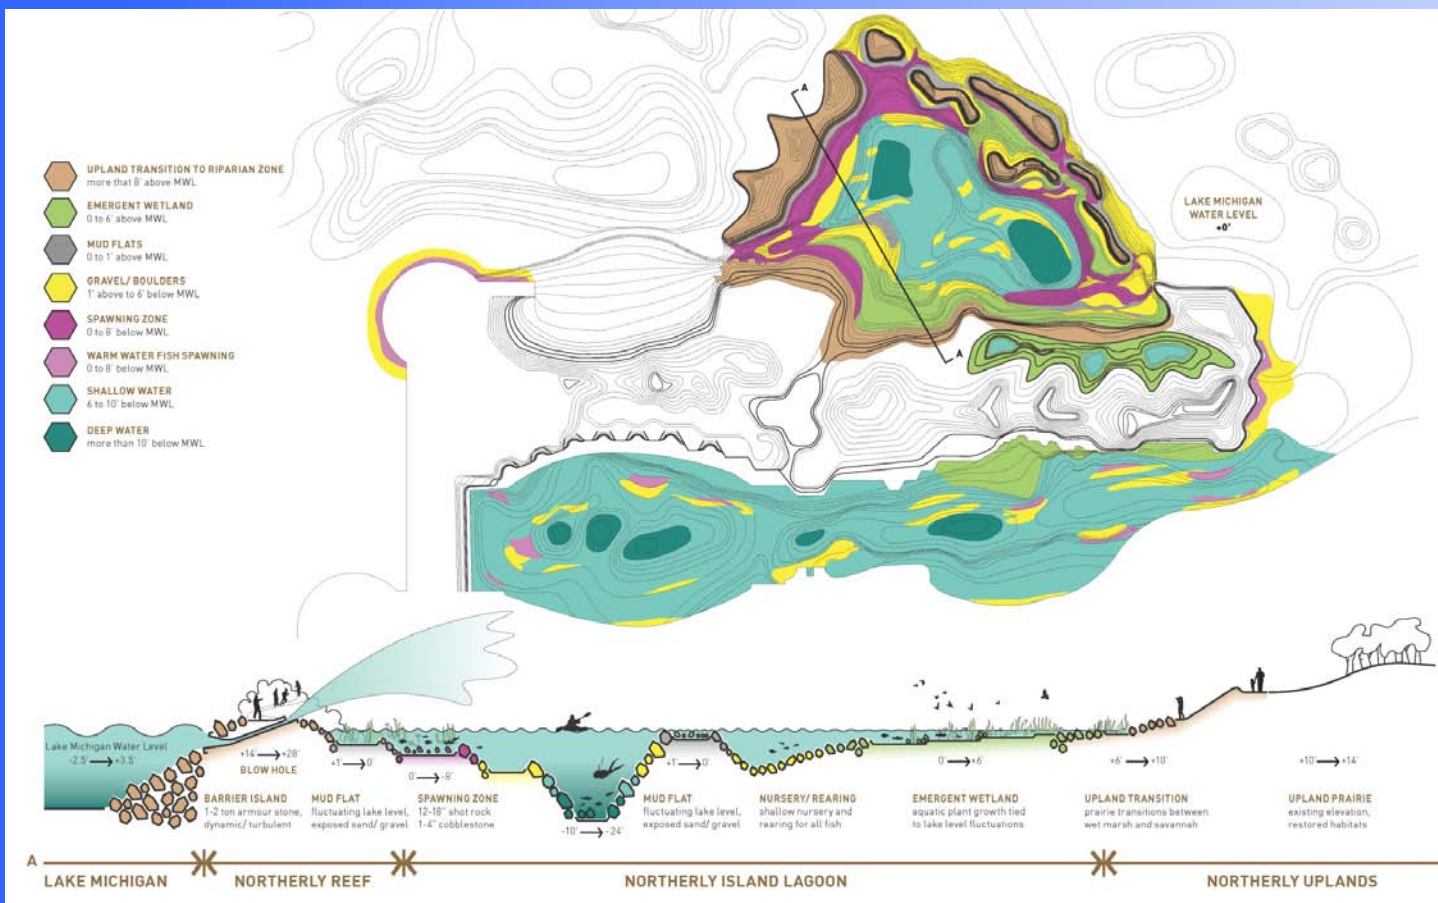 UPLAND TRANSITION TO RIPARIAN ZONE
more that 8' above MWL
EMERGENT WETLAND
0 to 6' above MWL
MUD FLATS
0 to 1' above MWL
GRAVEL/ BOULDERS
1' above to 6' below MWL
SPAWNING ZONE
0 to 8' below MWL
WARM WATER FISH SPAWNING
0 to 8' below MWL
SHALLOW WATER
6 to 10' below MWL
DEEP WATER
more than 10' below MWL
A
A
LAKE MICHIGAN
WATER LEVEL
+0'
Lake Michigan Water Level
-2.5' +3.5'
+14' +28'
BLOW HOLE
BARRIER ISLAND
1-2 ton armour stone,
dynamic/ turbulent
+1' 0'
MUD FLAT
fluctuating lake level,
exposed sand/ gravel
0' -8'
SPAWNING ZONE
12-18" shot rock
1-4" cobblestone
-10' -24'
+1' 0'
MUD FLAT
fluctuating lake level,
exposed sand/ gravel
NURSERY/ REARING
shallow nursery and
rearing for all fish
0' +6'
EMERGENT WETLAND
aquatic plant growth tied
to lake level fluctuations
+6' +10'
UPLAND TRANSITION
prairie transitions between
wet marsh and savannah
+10' +14'
UPLAND PRAIRIE
existing elevation,
restored habitats
A
LAKE MICHIGAN
NORTHERLY REEF
NORTHERLY ISLAND LAGOON
NORTHERLY UPLANDS